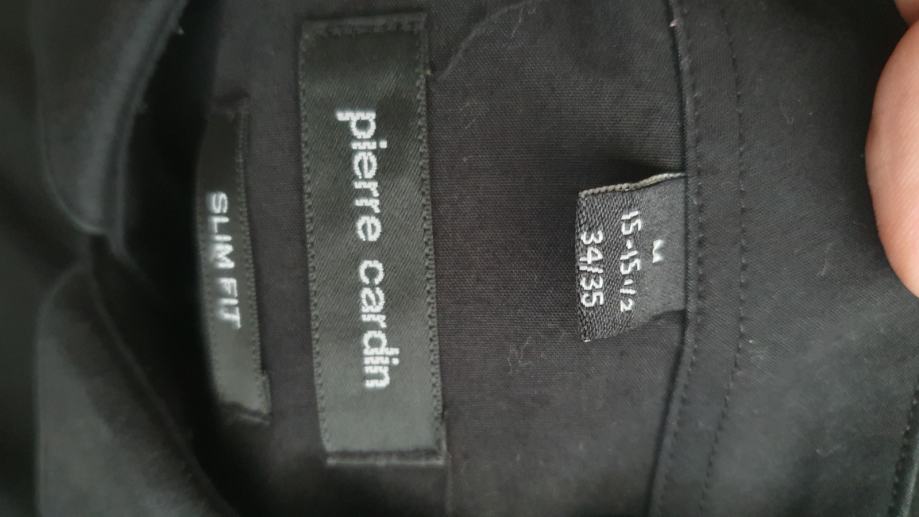 SLIM FIT
pierre cardin
M
15-15 1/2
34/35